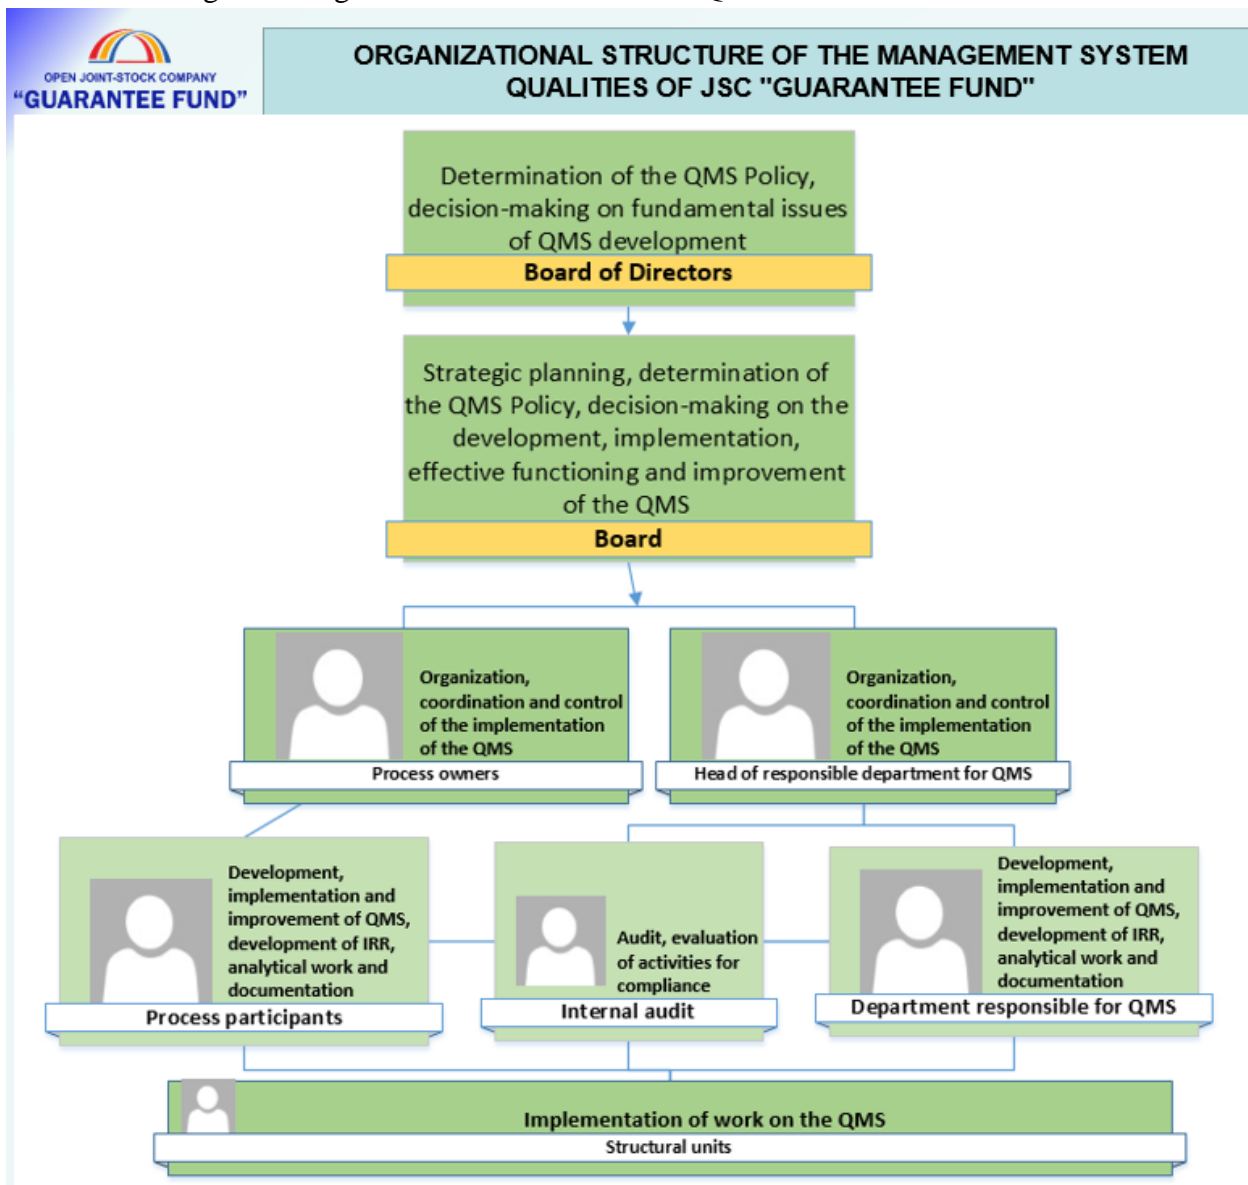 OPEN JOINT-STOCK COMPANY
“GUARANTEE FUND”
ORGANIZATIONAL STRUCTURE OF THE MANAGEMENT SYSTEM
QUALITIES OF JSC "GUARANTEE FUND"
Determination of the QMS Policy,
decision-making on fundamental issues
of QMS development
Board of Directors
Strategic planning, determination of
the QMS Policy, decision-making on the
development, implementation,
effective functioning and improvement
of the QMS
Board
Organization,
coordination and control
of the implementation
of the QMS
Process owners
Organization,
coordination and control
of the implementation
of the QMS
Head of responsible department for QMS
Development,
implementation and
improvement of QMS,
development of IRR,
analytical work and
documentation
Process participants
Audit, evaluation
of activities for
compliance
Internal audit
Development,
implementation and
improvement of QMS,
development of IRR,
analytical work and
documentation
Department responsible for QMS
Implementation of work on the QMS
Structural units